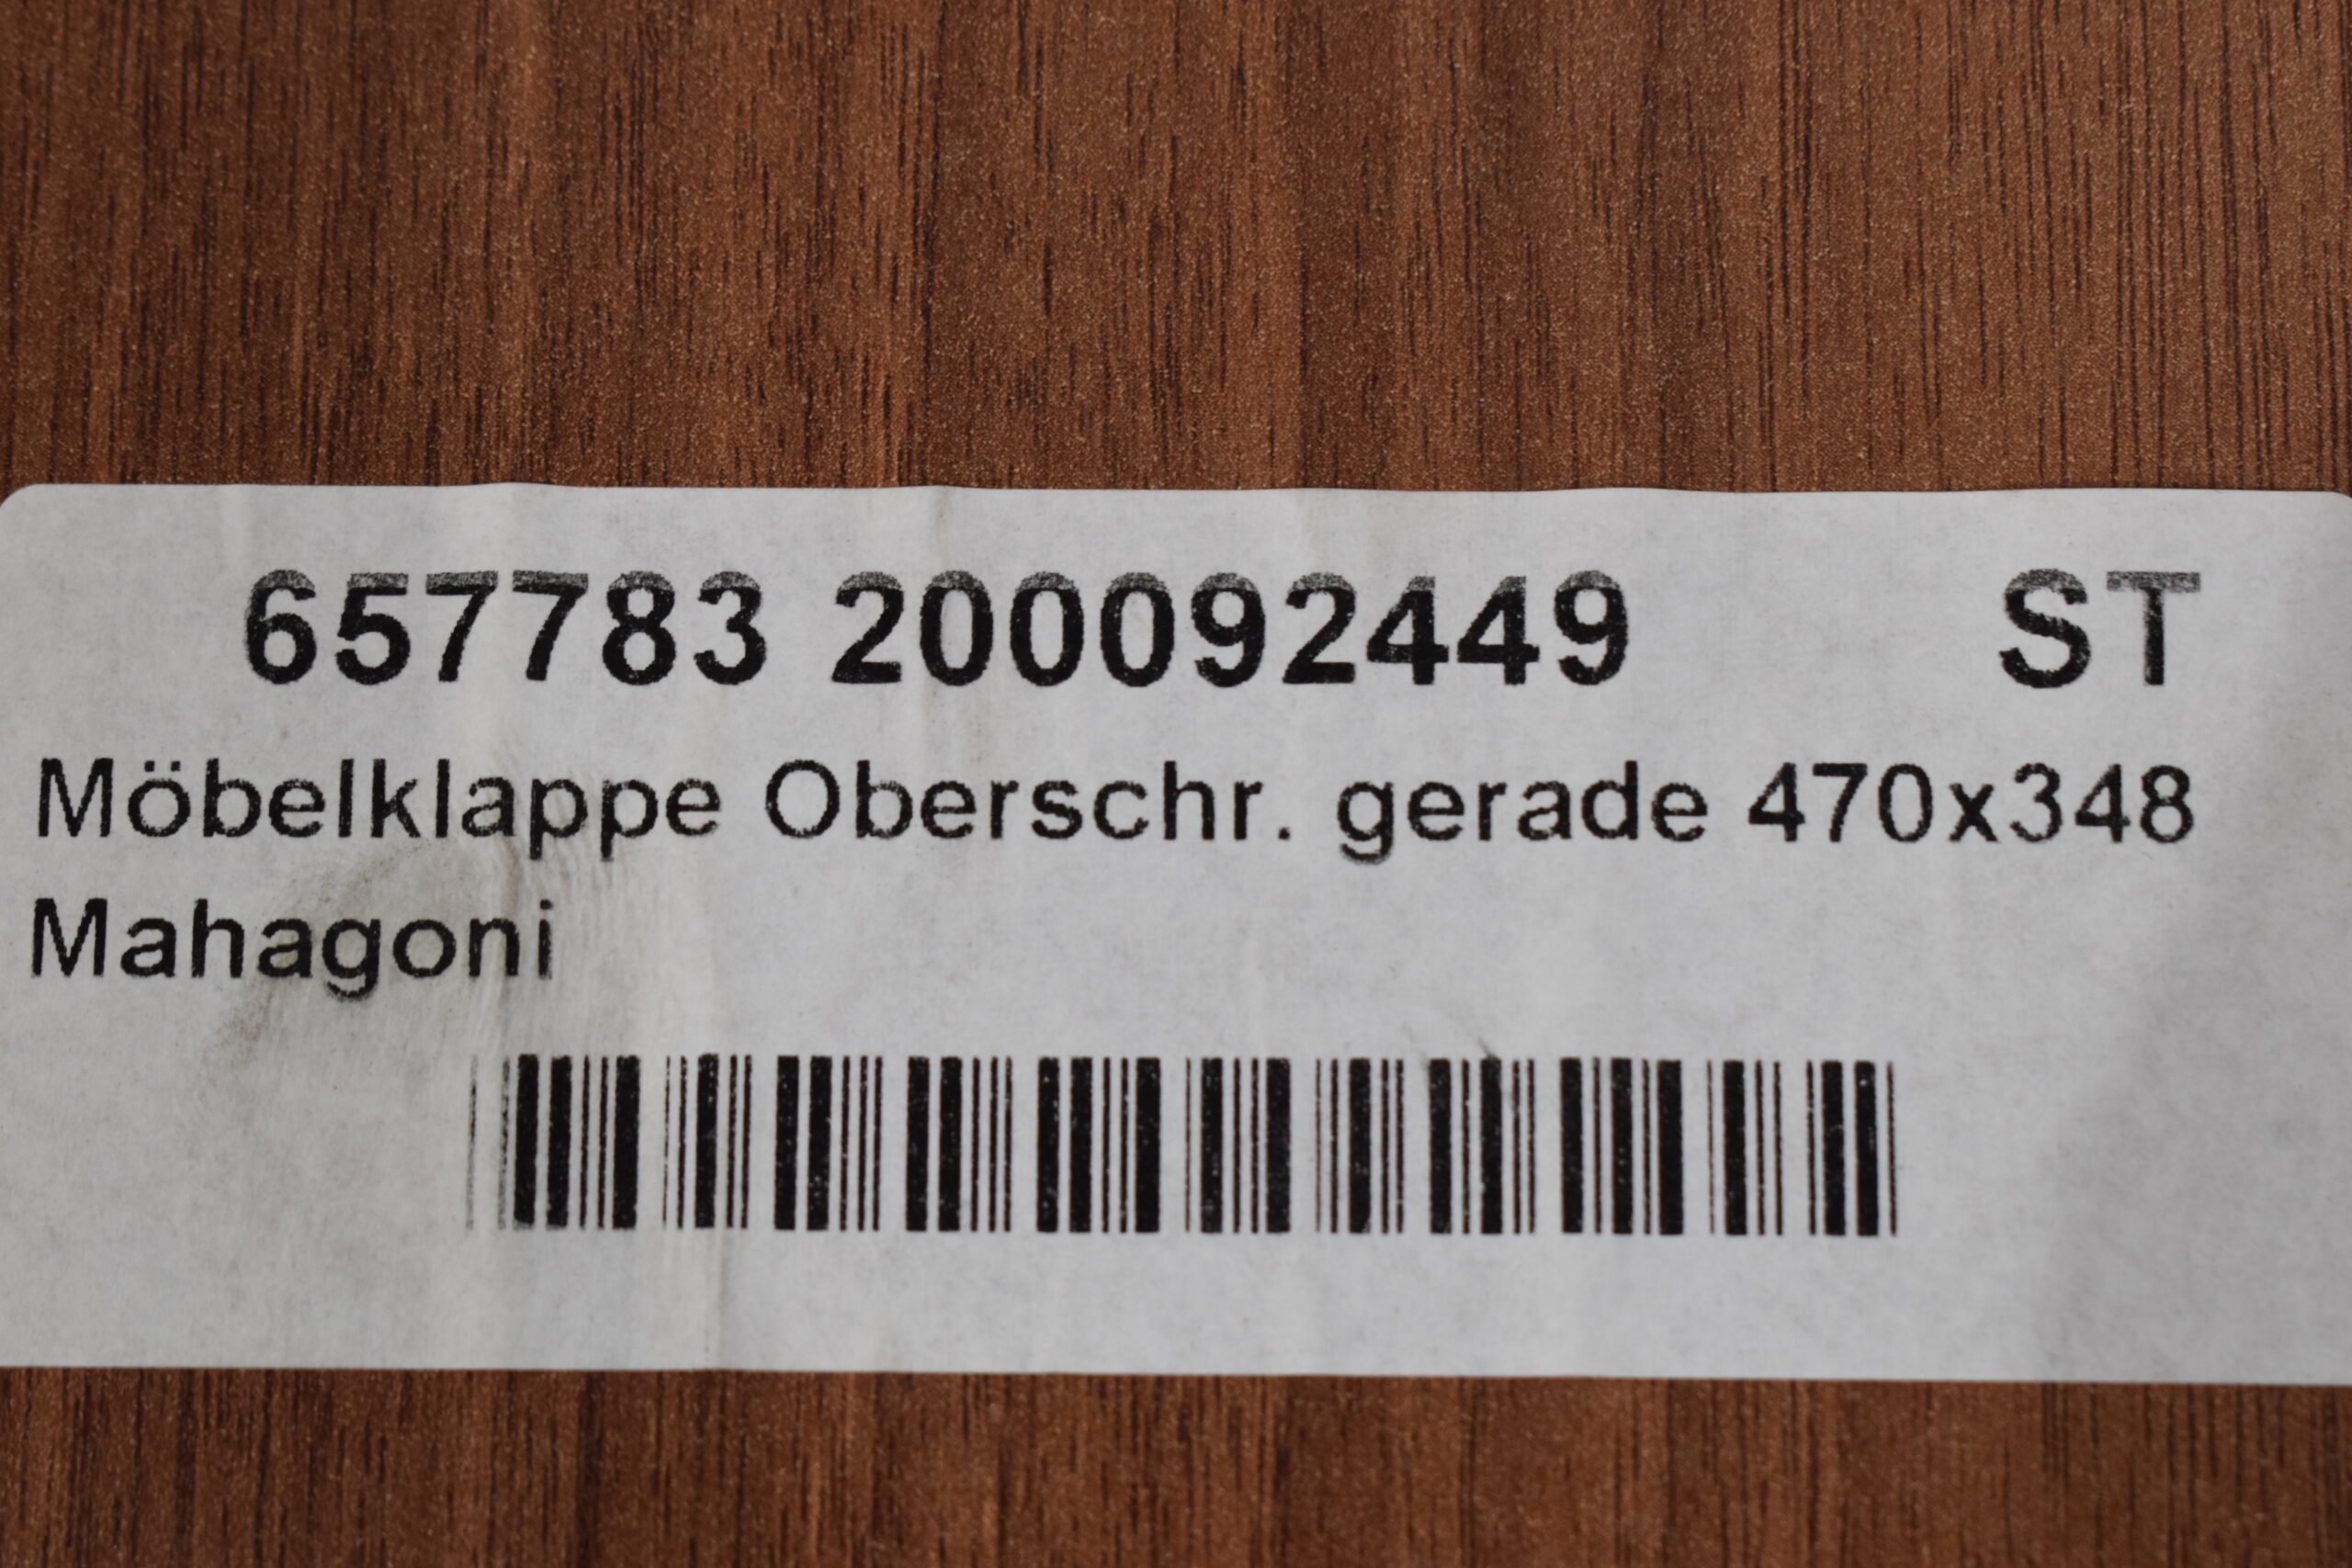 657783 200092449 ST
Möbelklappe Oberschr. gerade 470x348
Mahagoni